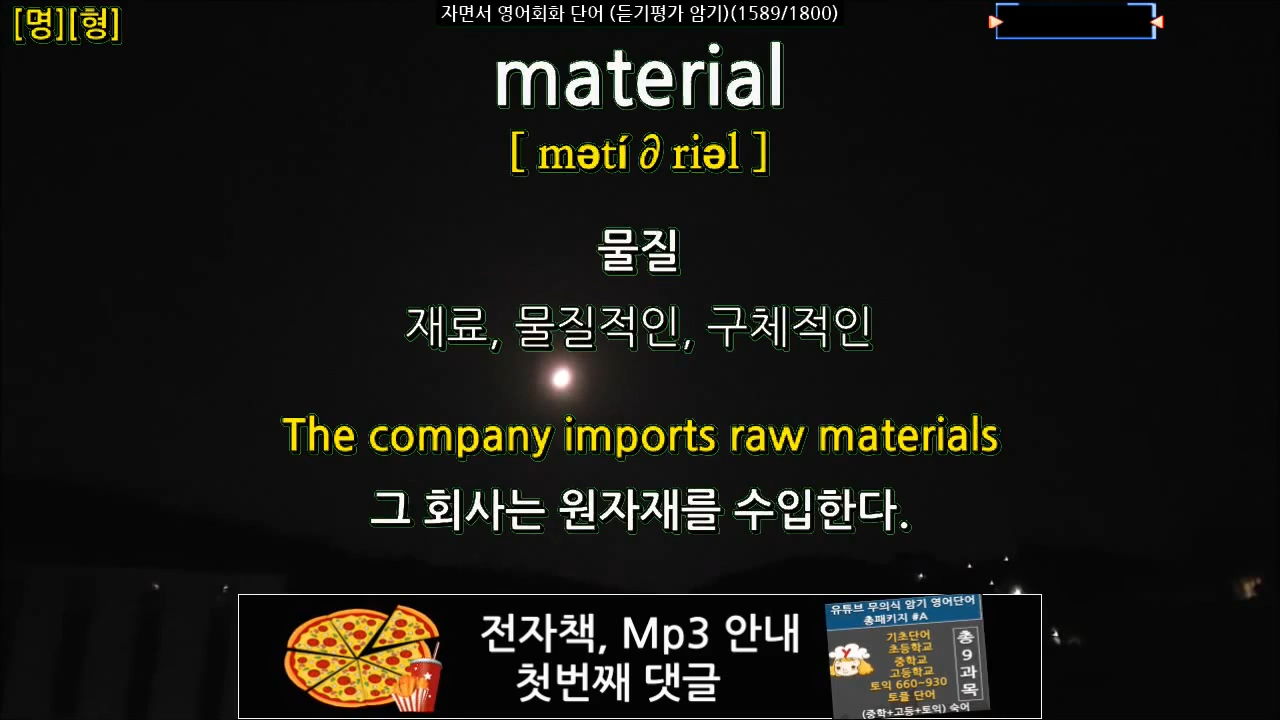 [명][형]
자면서 영어회화 단어 (듣기평가 암기)(1589/1800)
material
[ mətí ∂ riəl ]
물질
재료, 물질적인, 구체적인
The company imports raw materials
그 회사는 원자재를 수입한다.
전자책, Mp3 안내
첫번째 댓글
유튜브 무의식 암기 영어단어
총패키지 #A
기초단어
초등학교
중학교
고등학교
토익 660~930
토플 단어
(중학+고등+토익) 숙어
총
9
과
목